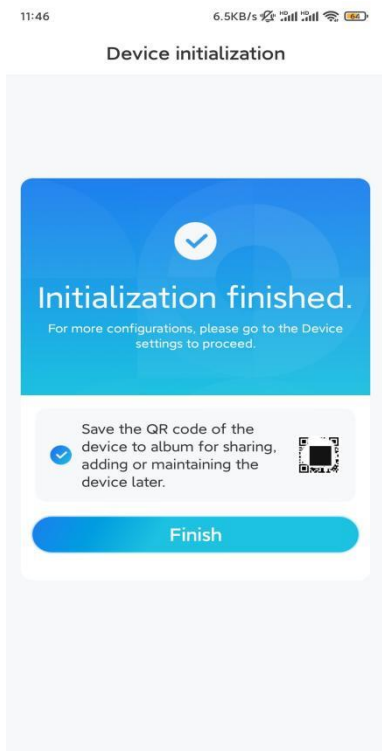 11:46
6.5KB/s HD HD 64
Device initialization
Initialization finished.
For more configurations, please go to the Device
settings to proceed.
Save the QR code of the
device to album for sharing,
adding or maintaining the
device later.
Finish